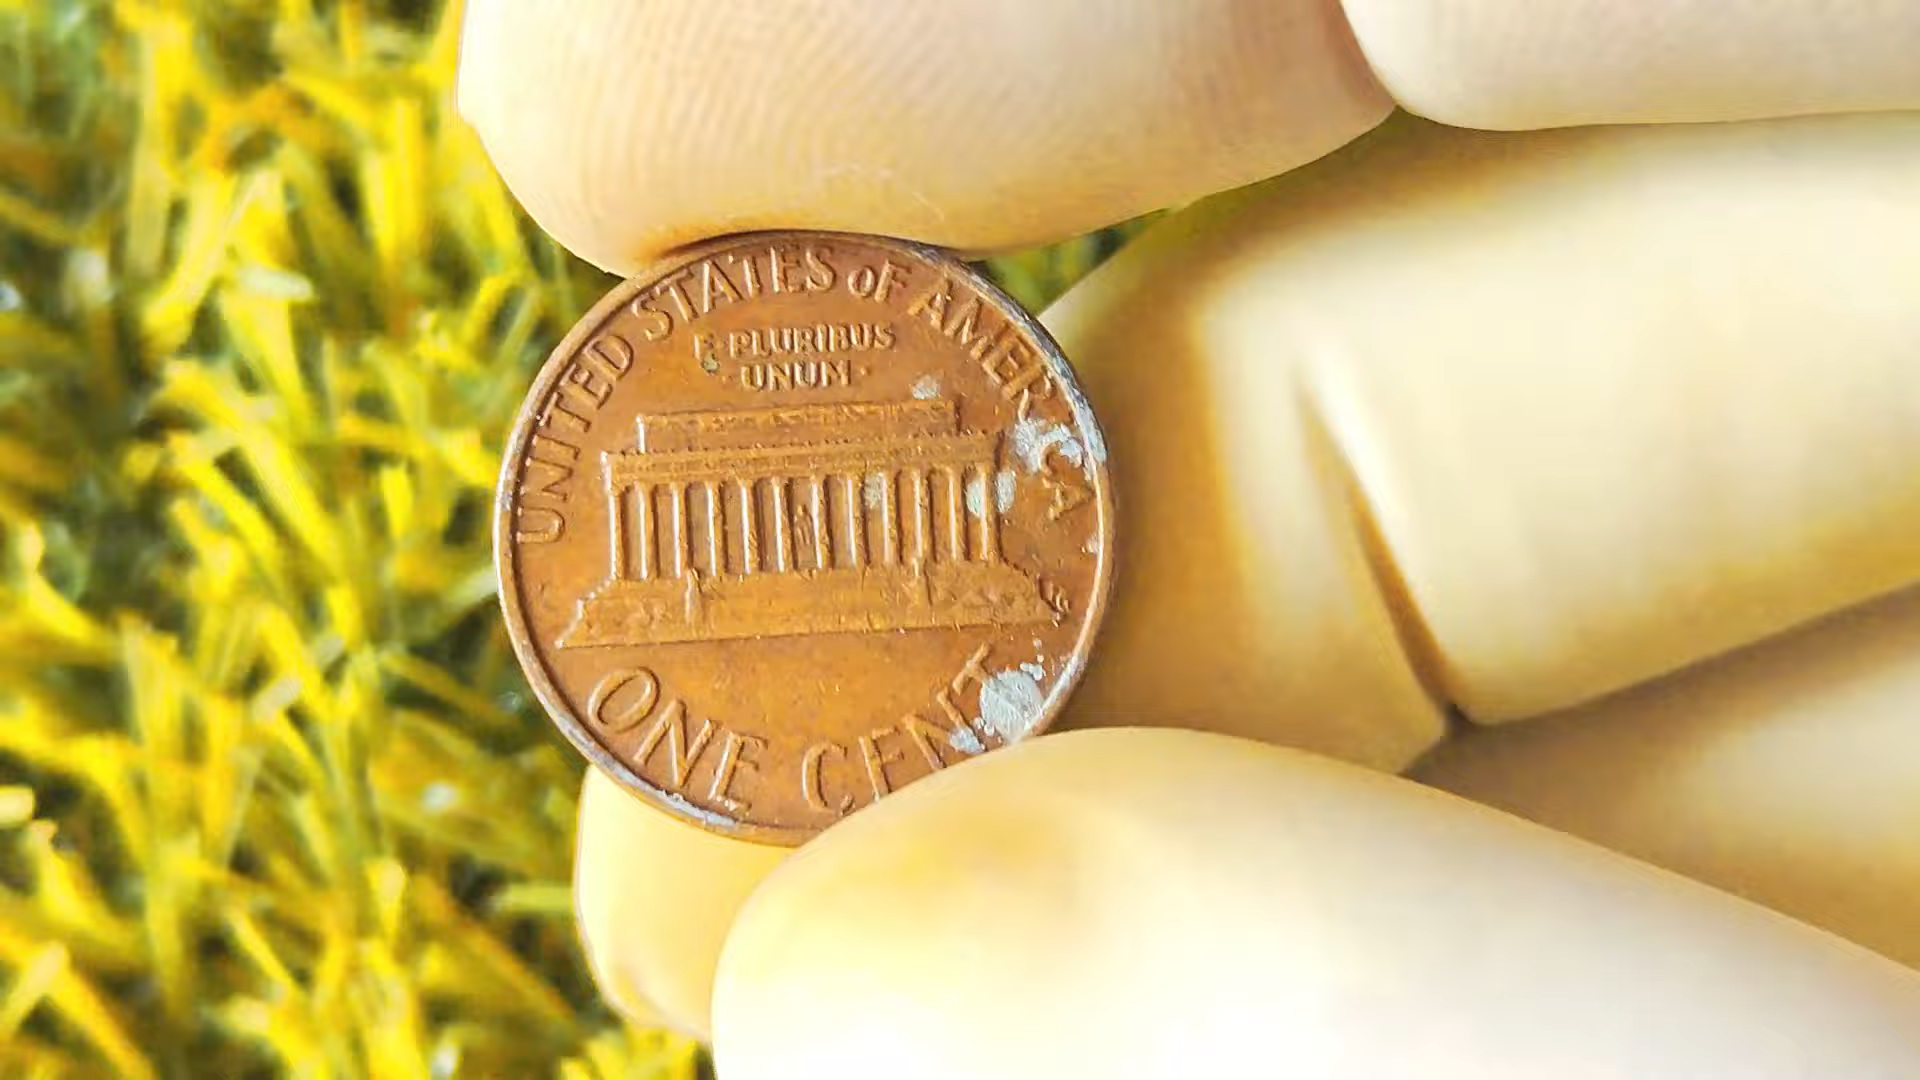 UNITED STATES OF AMERICA
E PLURIBUS
· UNUM ·
ONE CENT